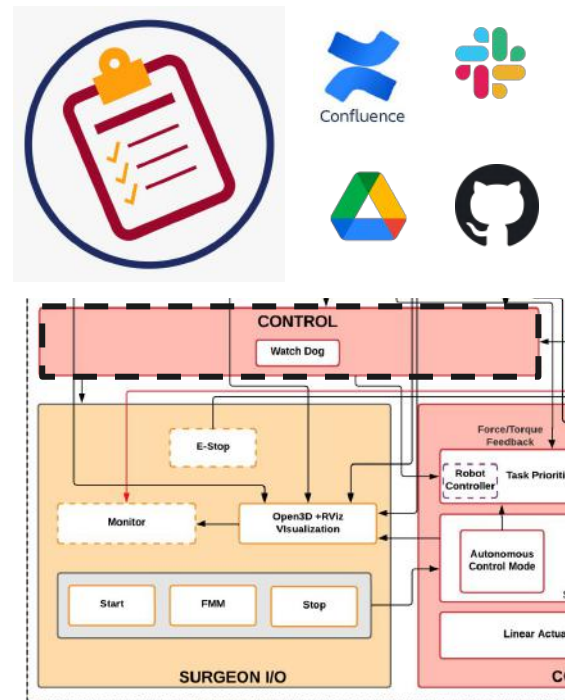 Confluence
CONTROL
Watch Dog
E-Stop
Force/Torque
Feedback
Robot
Controller
Task Prioriti
Monitor
Open3D +RViz
VIsualization
Autonomous
Control Mode
Start
FMM
Stop
Linear Actua
SURGEON I/O
CO